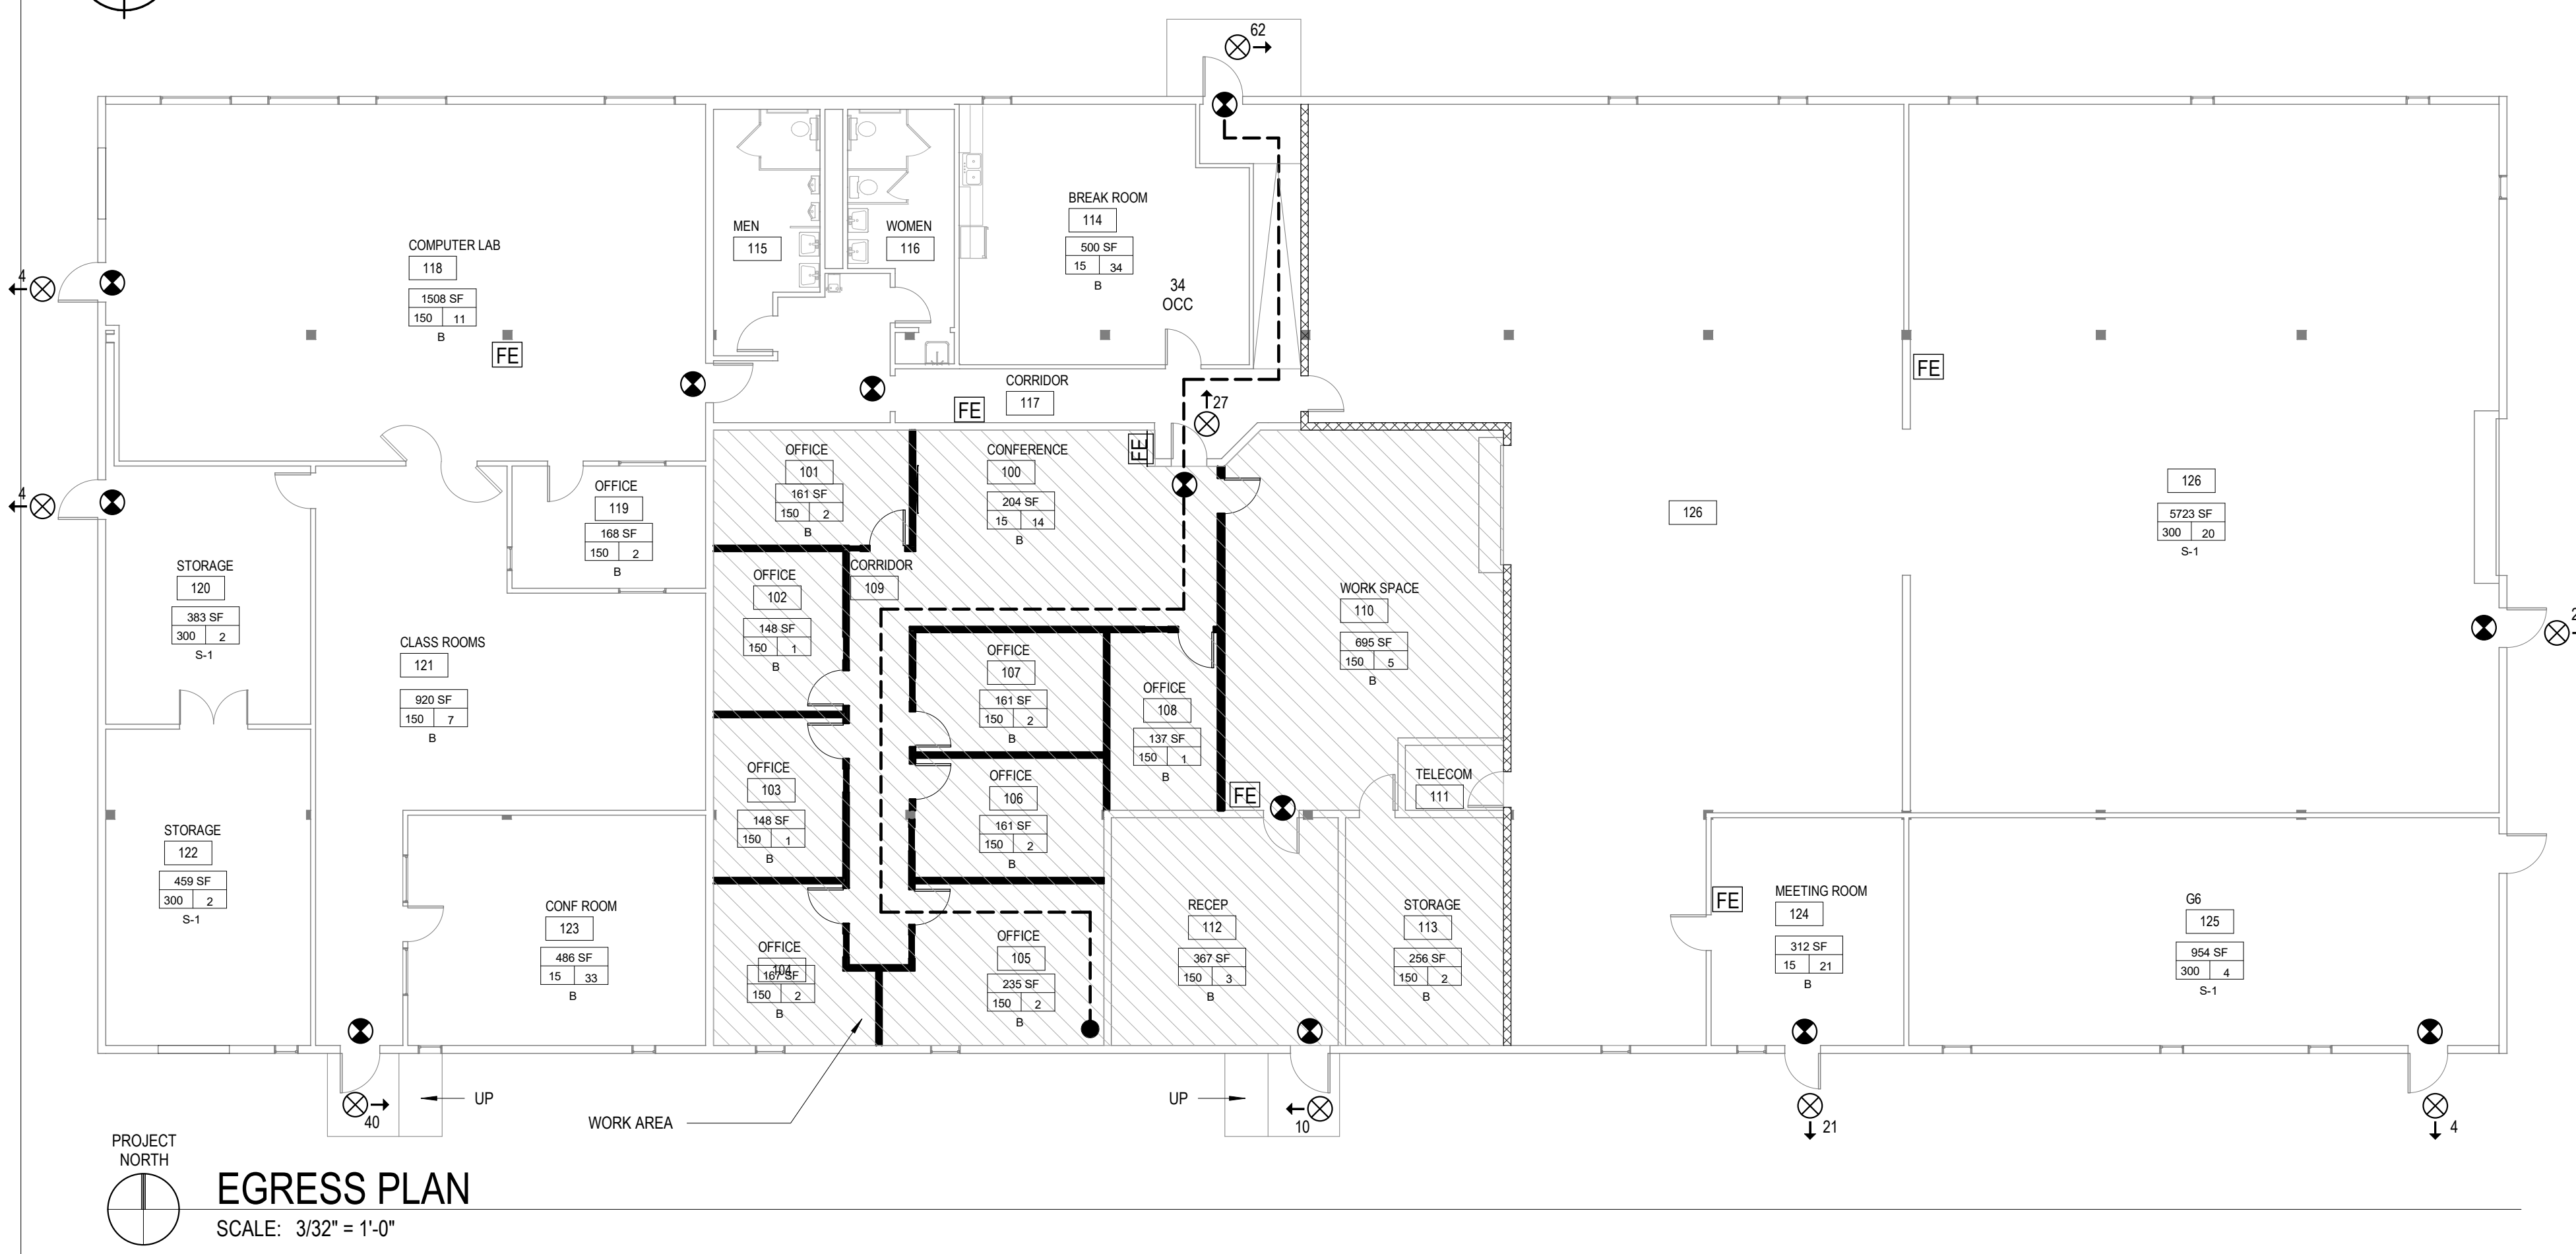 62
COMPUTER LAB
118
1508 SF
150 11
B
4
FE
MEN
115
WOMEN
116
BREAK ROOM
114
500 SF
15 34
B
34
OCC
CORRIDOR
117
FE
27
FE
FE
4
OFFICE
101
161 SF
150 2
B
CONFERENCE
100
204 SF
15 14
B
OFFICE
119
168 SF
150 2
B
STORAGE
120
383 SF
300 2
S-1
OFFICE
102
148 SF
150 1
B
CORRIDOR
109
WORK SPACE
110
695 SF
150 5
B
126
126
5723 SF
300 20
S-1
CLASS ROOMS
121
920 SF
150 7
B
OFFICE
107
161 SF
150 2
B
OFFICE
108
137 SF
150 1
B
OFFICE
103
148 SF
150 1
B
OFFICE
106
161 SF
150 2
B
FE
TELECOM
111
STORAGE
122
459 SF
300 2
S-1
CONF ROOM
123
486 SF
15 33
B
OFFICE
104
167 SF
150 2
B
OFFICE
105
235 SF
150 2
B
RECEP
112
367 SF
150 3
B
STORAGE
113
256 SF
150 2
B
FE
MEETING ROOM
124
312 SF
15 21
B
G6
125
954 SF
300 4
S-1
40
UP
WORK AREA
UP
10
21
4
PROJECT
NORTH
EGRESS PLAN
SCALE: 3/32" = 1'-0"